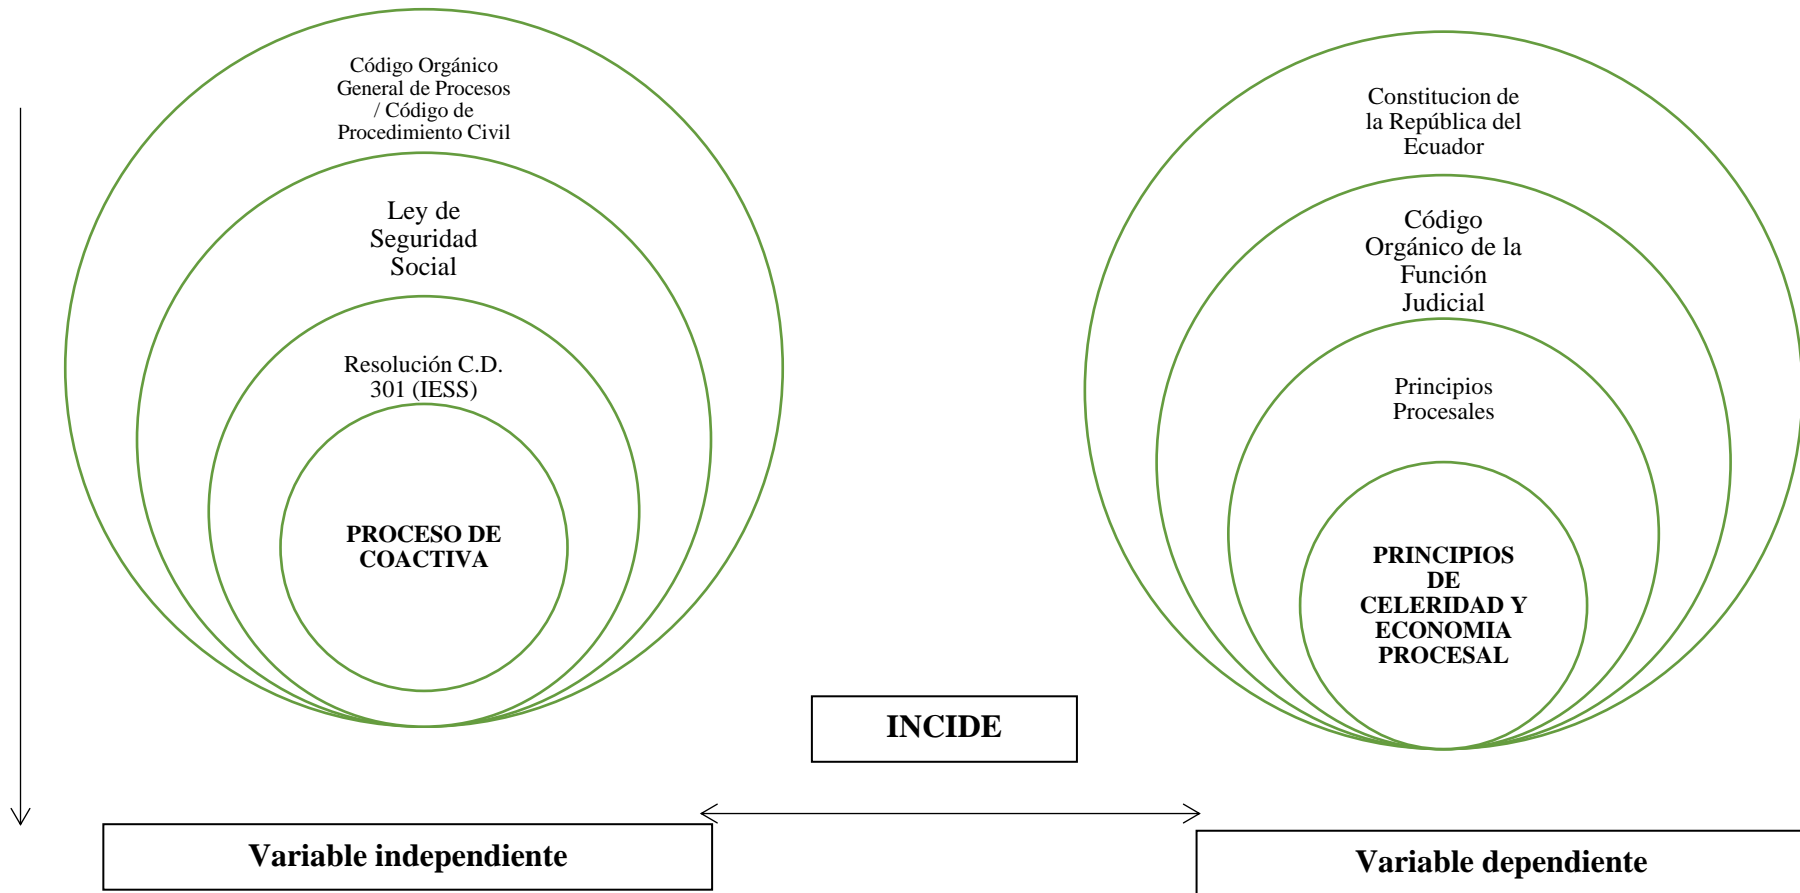 Código Orgánico
General de Procesos
/ Código de
Procedimiento Civil
Ley de
Seguridad
Social
Resolución C.D.
301 (IESS)
PROCESO DE
COACTIVA
Constitucion de
la República del
Ecuador
Código
Orgánico de la
Función
Judicial
Principios
Procesales
PRINCIPIOS
DE
CELERIDAD Y
ECONOMIA
PROCESAL
INCIDE
Variable independiente
Variable dependiente